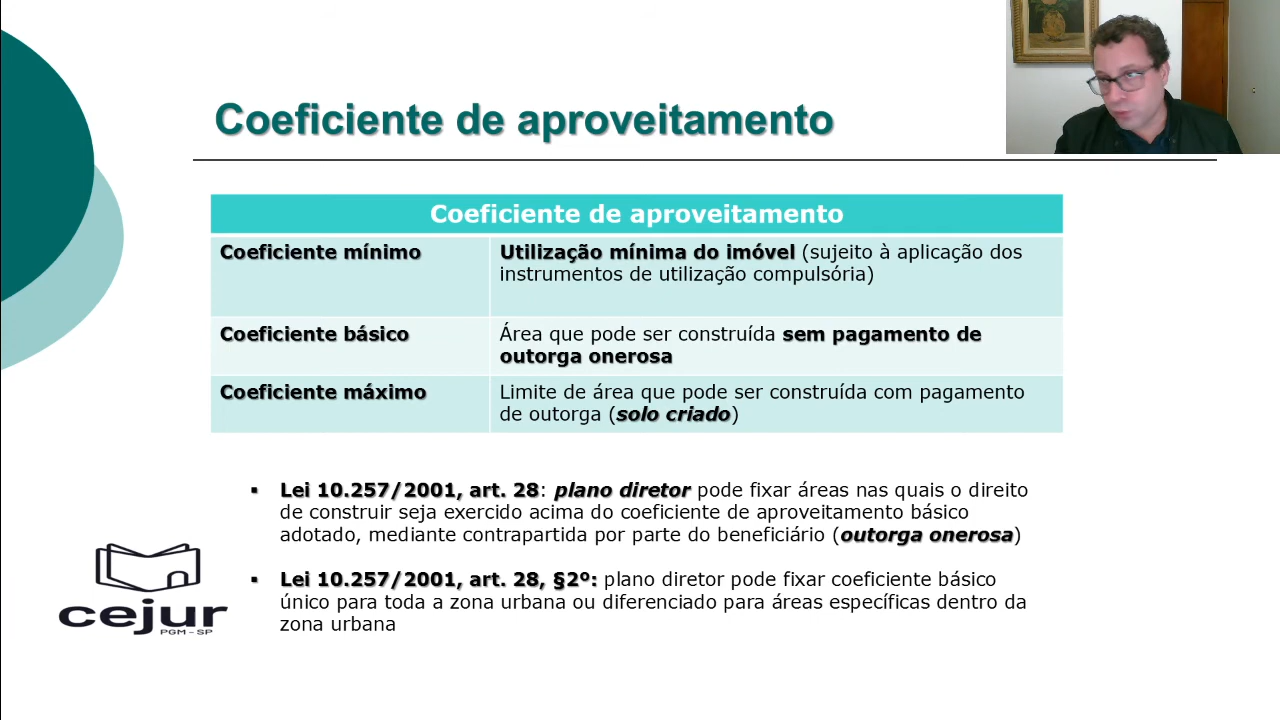 Coeficiente de aproveitamento
Coeficiente de aproveitamento
Coeficiente mínimo
Utilização mínima do imóvel (sujeito à aplicação dos
instrumentos de utilização compulsória)
Coeficiente básico
Área que pode ser construída sem pagamento de
outorga onerosa
Coeficiente máximo
Limite de área que pode ser construída com pagamento
de outorga (solo criado)
▪ Lei 10.257/2001, art. 28: plano diretor pode fixar áreas nas quais o direito
de construir seja exercido acima do coeficiente de aproveitamento básico
adotado, mediante contrapartida por parte do beneficiário (outorga onerosa)
▪ Lei 10.257/2001, art. 28, §2º: plano diretor pode fixar coeficiente básico
único para toda a zona urbana ou diferenciado para áreas específicas dentro da
zona urbana
cejur
PGM - SP